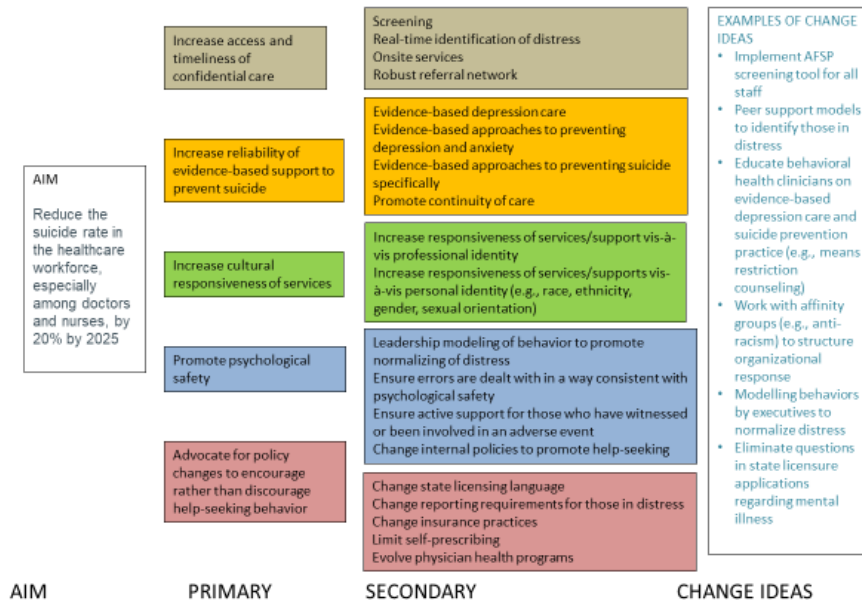 AIM
Reduce the
suicide rate in
the healthcare
workforce,
especially
among doctors
and nurses, by
20% by 2025
Increase access and
timeliness of
confidential care
Increase reliability of
evidence-based support to
prevent suicide
Increase cultural
responsiveness of services
Promote psychological
safety
Advocate for policy
changes to encourage
rather than discourage
help-seeking behavior
Screening
Real-time identification of distress
Onsite services
Robust referral network
Evidence-based depression care
Evidence-based approaches to preventing
depression and anxiety
Evidence-based approaches to preventing suicide
specifically
Promote continuity of care
Increase responsiveness of services/support vis-à-
vis professional identity
Increase responsiveness of services/supports vis-
à-vis personal identity (e.g., race, ethnicity,
gender, sexual orientation)
Leadership modeling of behavior to promote
normalizing of distress
Ensure errors are dealt with in a way consistent with
psychological safety
Ensure active support for those who have witnessed
or been involved in an adverse event
Change internal policies to promote help-seeking
Change state licensing language
Change reporting requirements for those in distress
Change insurance practices
Limit self-prescribing
Evolve physician health programs
EXAMPLES OF CHANGE
IDEAS
• Implement AFSP
screening tool for all
staff
• Peer support models
to identify those in
distress
• Educate behavioral
health clinicians on
evidence-based
depression care and
suicide prevention
practice (e.g., means
restriction
counseling)
• Work with affinity
groups (e.g., anti-
racism) to structure
organizational
response
• Modelling behaviors
by executives to
normalize distress
• Eliminate questions
in state licensure
applications
regarding mental
illness
AIM
PRIMARY
SECONDARY
CHANGE IDEAS